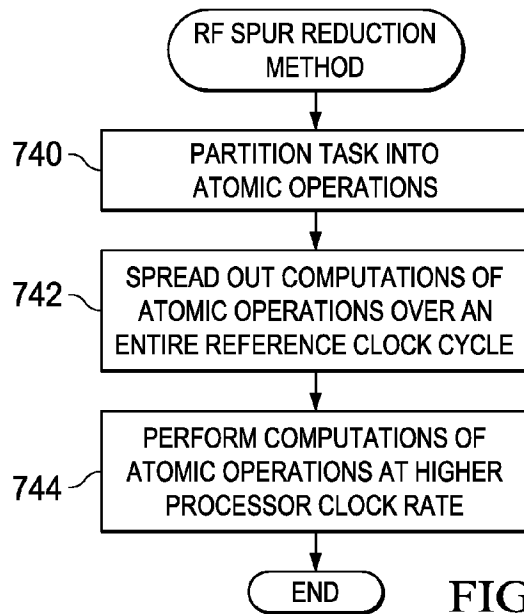 RF SPUR REDUCTION
METHOD
740
PARTITION TASK INTO
ATOMIC OPERATIONS
742
SPREAD OUT COMPUTATIONS OF
ATOMIC OPERATIONS OVER AN
ENTIRE REFERENCE CLOCK CYCLE
744
PERFORM COMPUTATIONS OF
ATOMIC OPERATIONS AT HIGHER
PROCESSOR CLOCK RATE
END
FIG